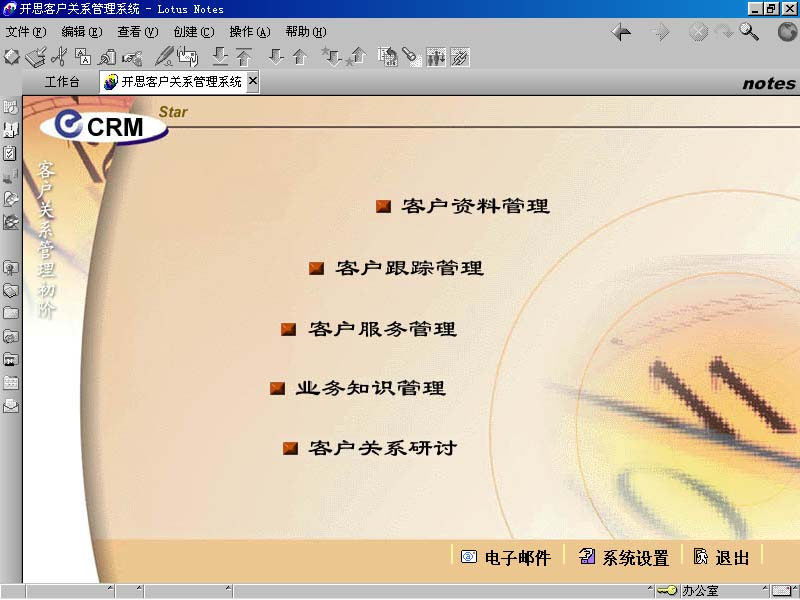 开思客户关系管理系统 - Lotus Notes
文件(F) 编辑(E) 查看(V) 创建(C) 操作(A) 帮助(H)
工作台 开思客户关系管理系统 notes
eCRM Star
客户关系管理初阶
客户资料管理
客户跟踪管理
客户服务管理
业务知识管理
客户关系研讨
电子邮件 系统设置 退出
办公室